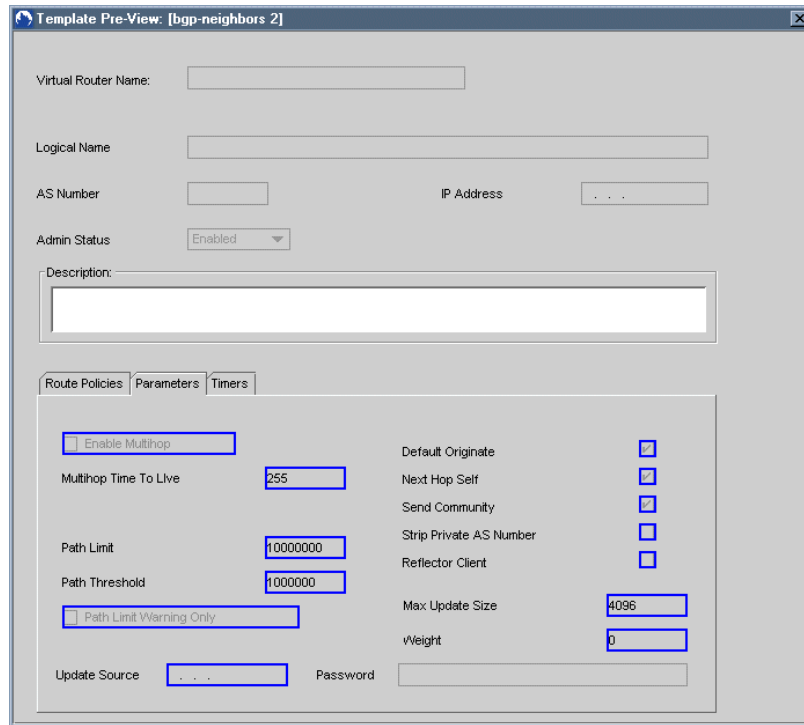 Template Pre-View: [bgp-neighbors 2]
Virtual Router Name:
Logical Name
AS Number
IP Address
. . .
Admin Status
Enabled
Description:
Route Policies
Parameters
Timers
Enable Multihop
Multihop Time To LIve
255
Path Limit
10000000
Path Threshold
1000000
Path Limit Warning Only
Update Source
. . .
Default Originate
Next Hop Self
Send Community
Strip Private AS Number
Reflector Client
Max Update Size
4096
Weight
0
Password